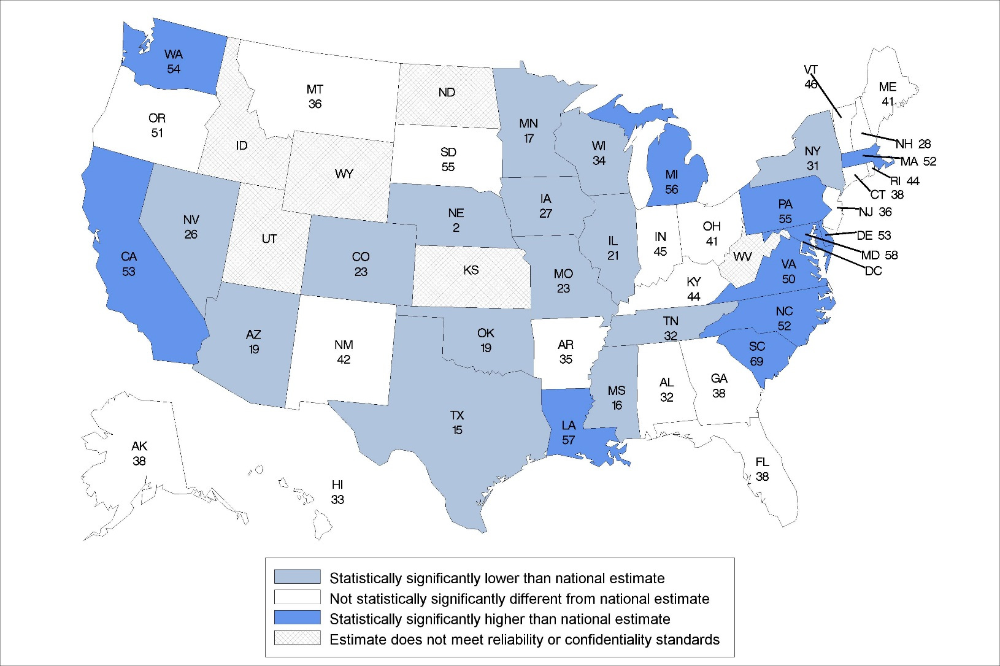 WA
54
MT
36
ND
VT
46
ME
41
OR
51
ID
MN
17
WI
34
NY
31
NH 28
MA 52
SD
55
WY
MI
56
RI 44
CT 38
NV
26
UT
NE
2
IA
27
PA
55
NJ 36
OH
41
IN
45
IL
21
DE 53
MD 58
DC
CA
53
CO
23
KS
MO
23
WV
VA
50
KY
44
AZ
19
NM
42
OK
19
AR
35
TN
32
NC
52
SC
69
MS
16
AL
32
GA
38
TX
15
LA
57
AK
38
HI
33
FL
38
Statistically significantly lower than national estimate
Not statistically significantly different from national estimate
Statistically significantly higher than national estimate
Estimate does not meet reliability or confidentiality standards